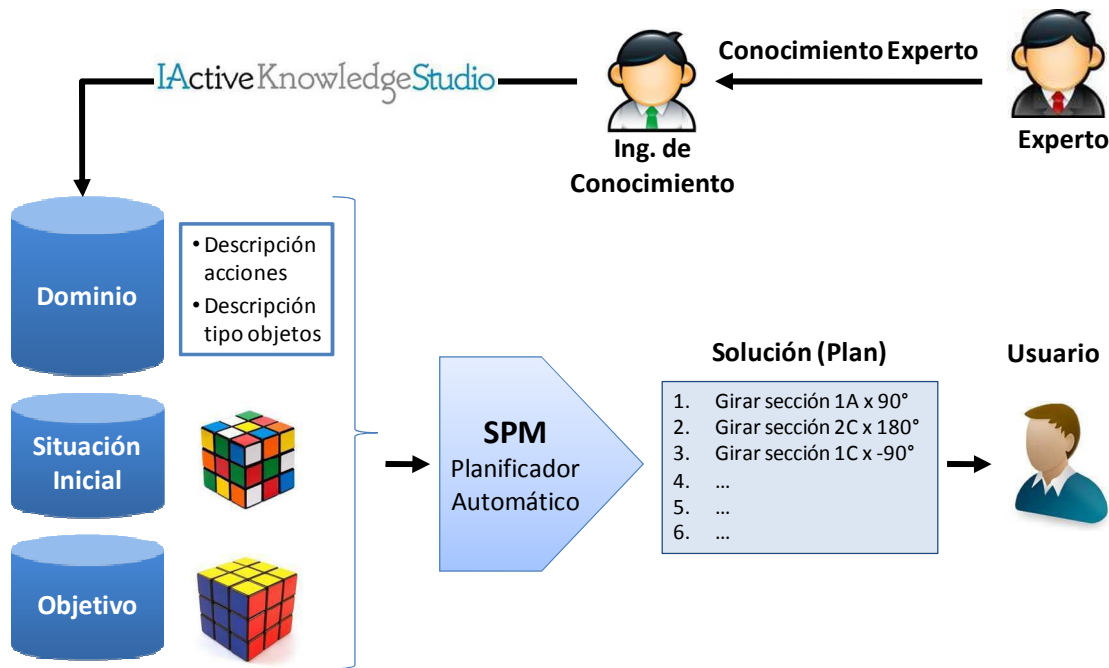 Conocimiento Experto
IActiveKnowledgeStudio
Experto
Ing. de
Conocimiento
Dominio
• Descripción
acciones
• Descripción
tipo objetos
Situación
Inicial
Objetivo
SPM
Planificador
Automático
Solución (Plan)
1. Girar sección 1A x 90°
2. Girar sección 2C x 180°
3. Girar sección 1C x -90°
4. ...
5. ...
6. ...
Usuario